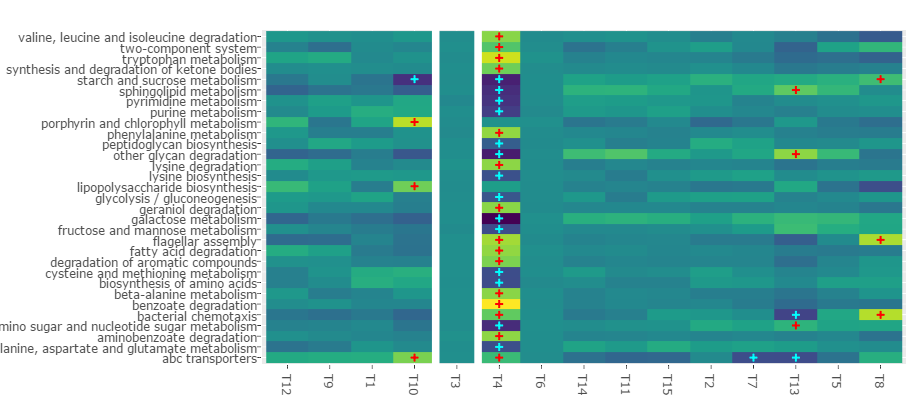 valine, leucine and isoleucine degradation
two-component system
tryptophan metabolism
synthesis and degradation of ketone bodies
starch and sucrose metabolism
sphingolipid metabolism
pyrimidine metabolism
purine metabolism
porphyrin and chlorophyll metabolism
phenylalanine metabolism
peptidoglycan biosynthesis
other glycan degradation
lysine degradation
lysine biosynthesis
lipopolysaccharide biosynthesis
glycolysis / gluconeogenesis
geraniol degradation
galactose metabolism
fructose and mannose metabolism
flagellar assembly
fatty acid degradation
degradation of aromatic compounds
cysteine and methionine metabolism
biosynthesis of amino acids
beta-alanine metabolism
benzoate degradation
bacterial chemotaxis
mino sugar and nucleotide sugar metabolism
aminobenzoate degradation
lanine, aspartate and glutamate metabolism
abc transporters
T12 T9 T1 T10 T3 T4 T6 T14 T11 T15 T2 T7 T13 T5 T8